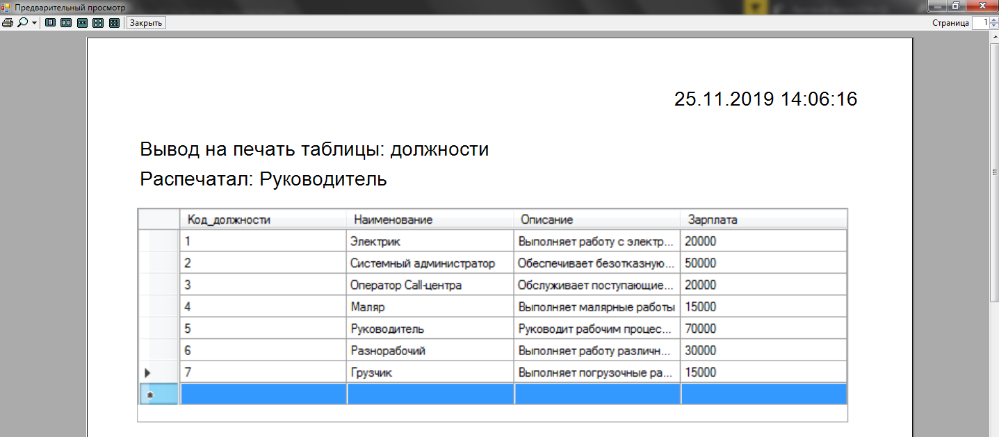 Предварительный просмотр
Закрыть
Страница 1
25.11.2019 14:06:16
Вывод на печать таблицы: должности
Распечатал: Руководитель
Код_должности Наименование Описание Зарплата
1 Электрик Выполняет работу с электр... 20000
2 Системный администратор Обеспечивает безотказную... 50000
3 Оператор Call-центра Обслуживает поступающие... 20000
4 Маляр Выполняет малярные работы 15000
5 Руководитель Руководит рабочим процес... 70000
6 Разнорабочий Выполняет работу различн... 30000
7 Грузчик Выполняет погрузочные ра... 15000